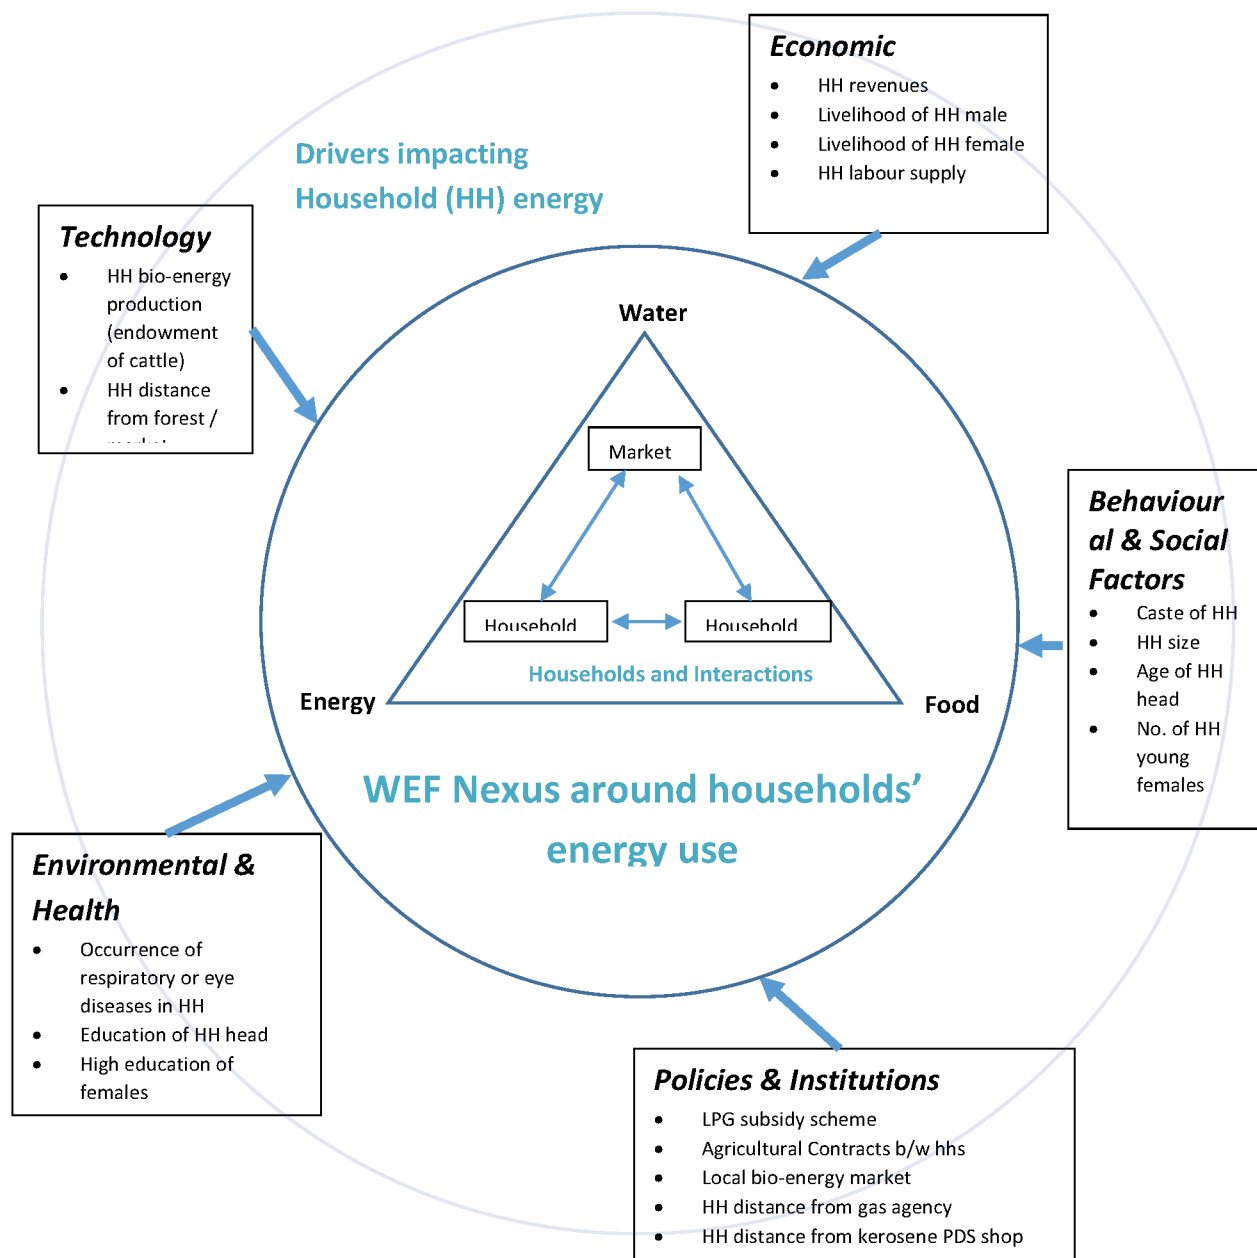 Economic
• HH revenues
• Livelihood of HH male
• Livelihood of HH female
• HH labour supply
Drivers impacting
Household (HH) energy
Technology
• HH bio-energy
production
(endowment
of cattle)
• HH distance
from forest /
Water
Market
Household
Household
Households and Interactions
Energy
Food
Behaviour
al & Social
Factors
• Caste of HH
• HH size
• Age of HH
head
• No. of HH
young
females
WEF Nexus around households’
energy use
Environmental &
Health
• Occurrence of
respiratory or eye
diseases in HH
• Education of HH head
• High education of
females
Policies & Institutions
• LPG subsidy scheme
• Agricultural Contracts b/w hhs
• Local bio-energy market
• HH distance from gas agency
• HH distance from kerosene PDS shop